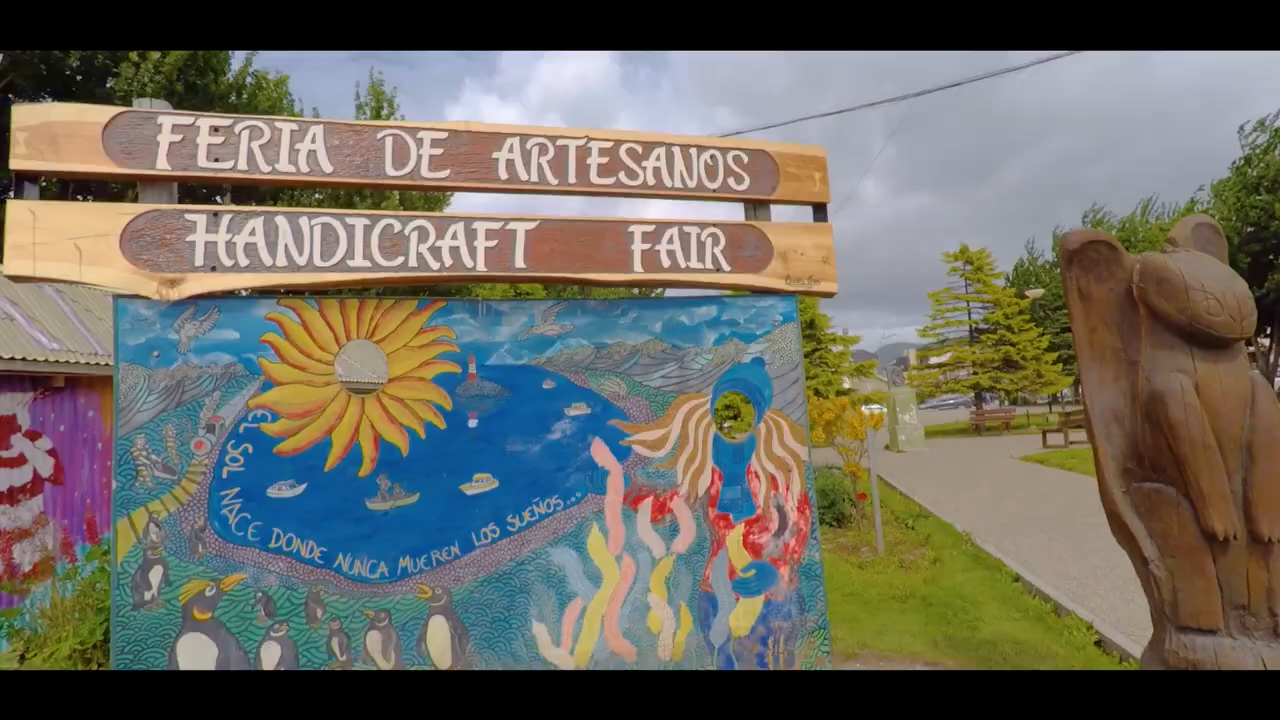 FERIA DE ARTESANOS
HANDICRAFT FAIR
EL SOL NACE DONDE NUNCA MUEREN LOS SUEÑOS...